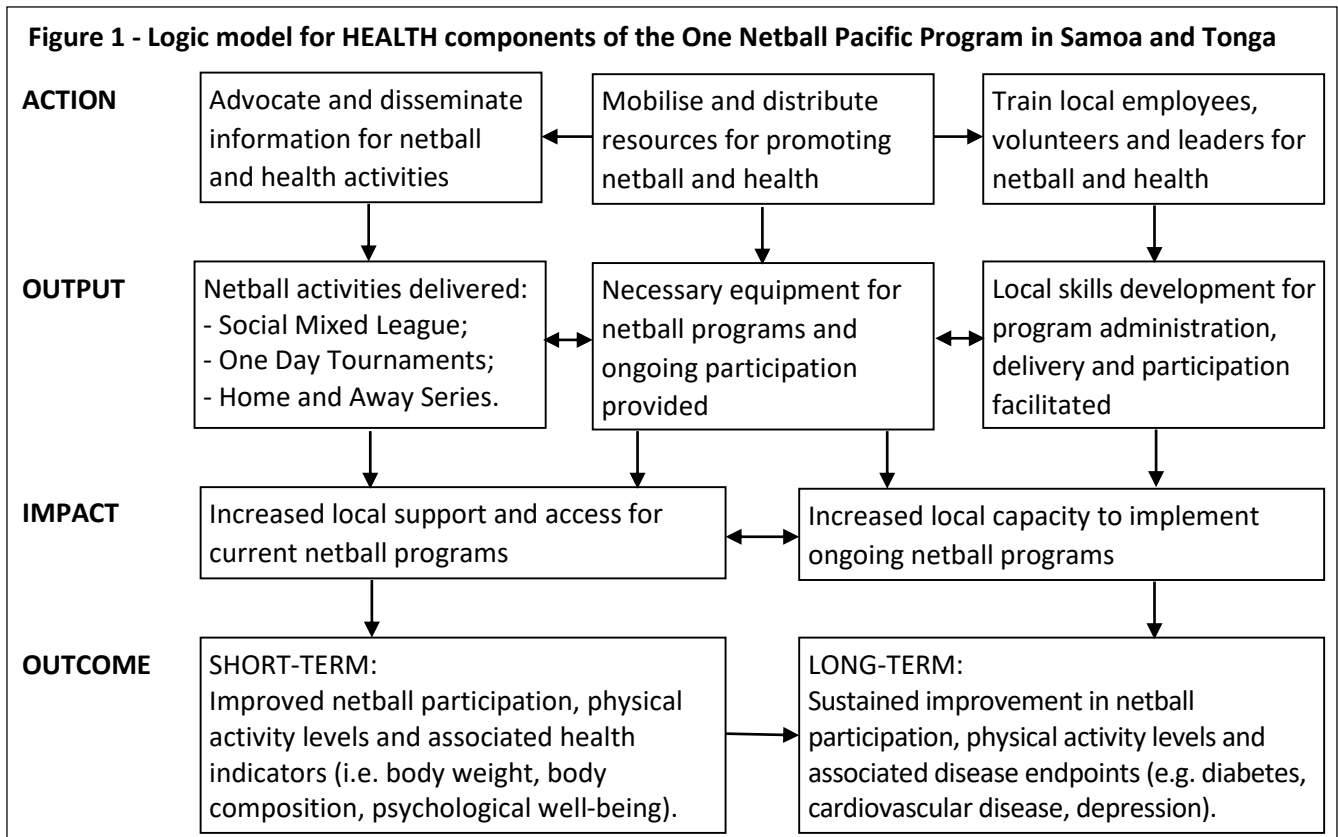 Figure 1 - Logic model for HEALTH components of the One Netball Pacific Program in Samoa and Tonga
ACTION
Advocate and disseminate
information for netball
and health activities
Mobilise and distribute
resources for promoting
netball and health
Train local employees,
volunteers and leaders for
netball and health
OUTPUT
Netball activities delivered:
- Social Mixed League;
- One Day Tournaments;
- Home and Away Series.
Necessary equipment for
netball programs and
ongoing participation
provided
Local skills development for
program administration,
delivery and participation
facilitated
IMPACT
Increased local support and access for
current netball programs
Increased local capacity to implement
ongoing netball programs
OUTCOME
SHORT-TERM:
Improved netball participation, physical
activity levels and associated health
indicators (i.e. body weight, body
composition, psychological well-being).
LONG-TERM:
Sustained improvement in netball
participation, physical activity levels and
associated disease endpoints (e.g. diabetes,
cardiovascular disease, depression).